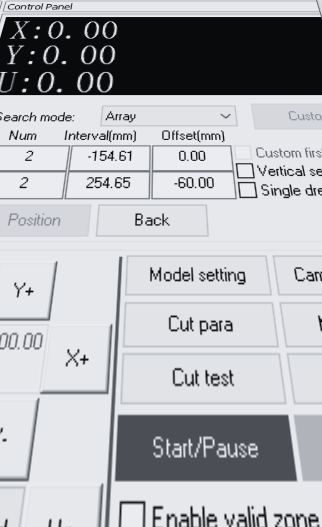 Control Panel
X:0. 00
Y:0. 00
U:0. 00
Search mode: Array
Num Interval(mm) Offset(mm)
2 -154.61 0.00
Custom firs
2 254.65 -60.00
Vertical se
Single dre
Position Back
Model setting
Y+
Cut para
00.00
X+
Cut test
Start/Pause
Enable valid zone